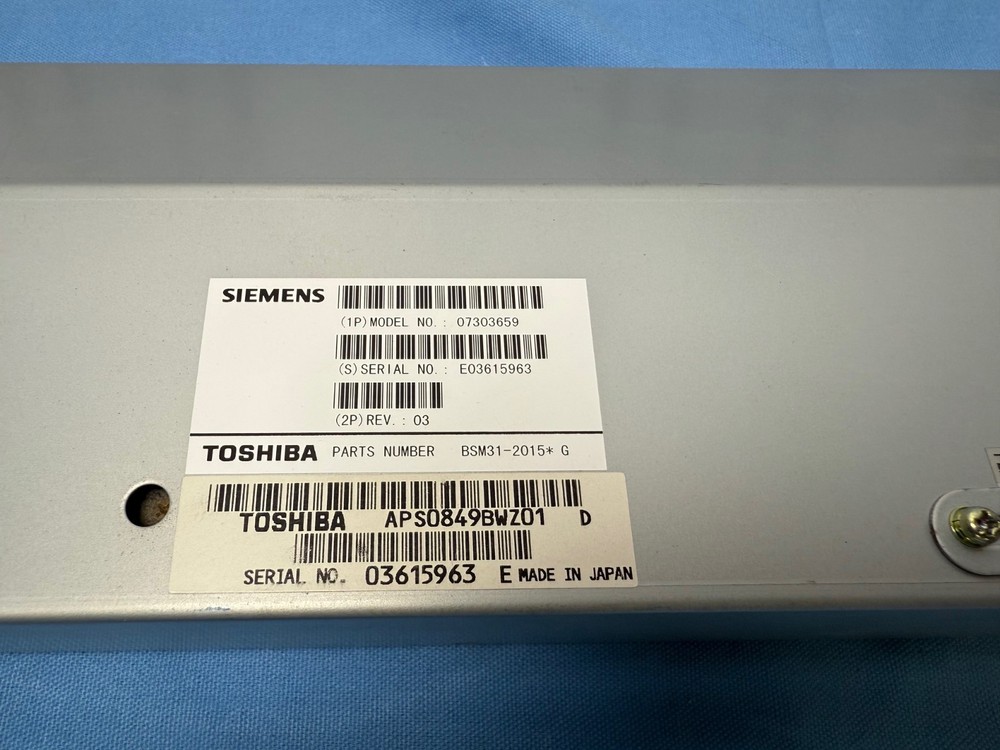 SIEMENS
(1P)MODEL NO.: 07303659
(S)SERIAL NO.: E03615963
(2P)REV.: 03
TOSHIBA PARTS NUMBER BSM31-2015* G
TOSHIBA APS0849BWZ01 D
SERIAL NO. 03615963 E MADE IN JAPAN